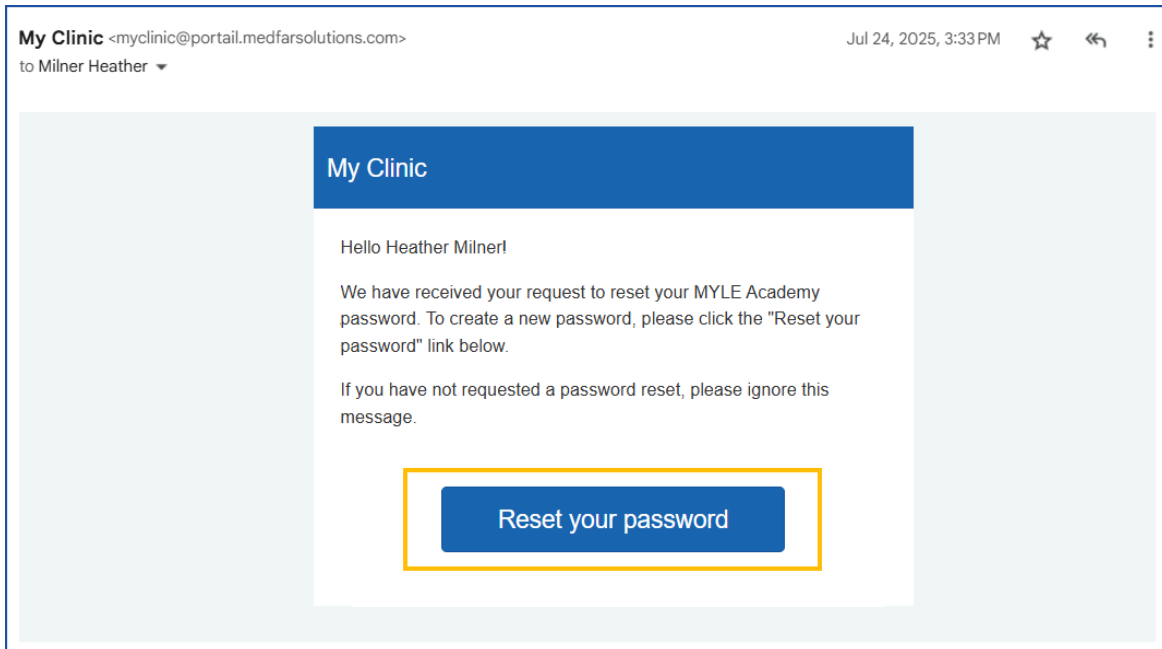 My Clinic <myclinic@portail.medfarsolutions.com> Jul 24, 2025, 3:33 PM
to Milner Heather
My Clinic
Hello Heather Milner!
We have received your request to reset your MYLE Academy
password. To create a new password, please click the "Reset your
password" link below.
If you have not requested a password reset, please ignore this
message.
Reset your password